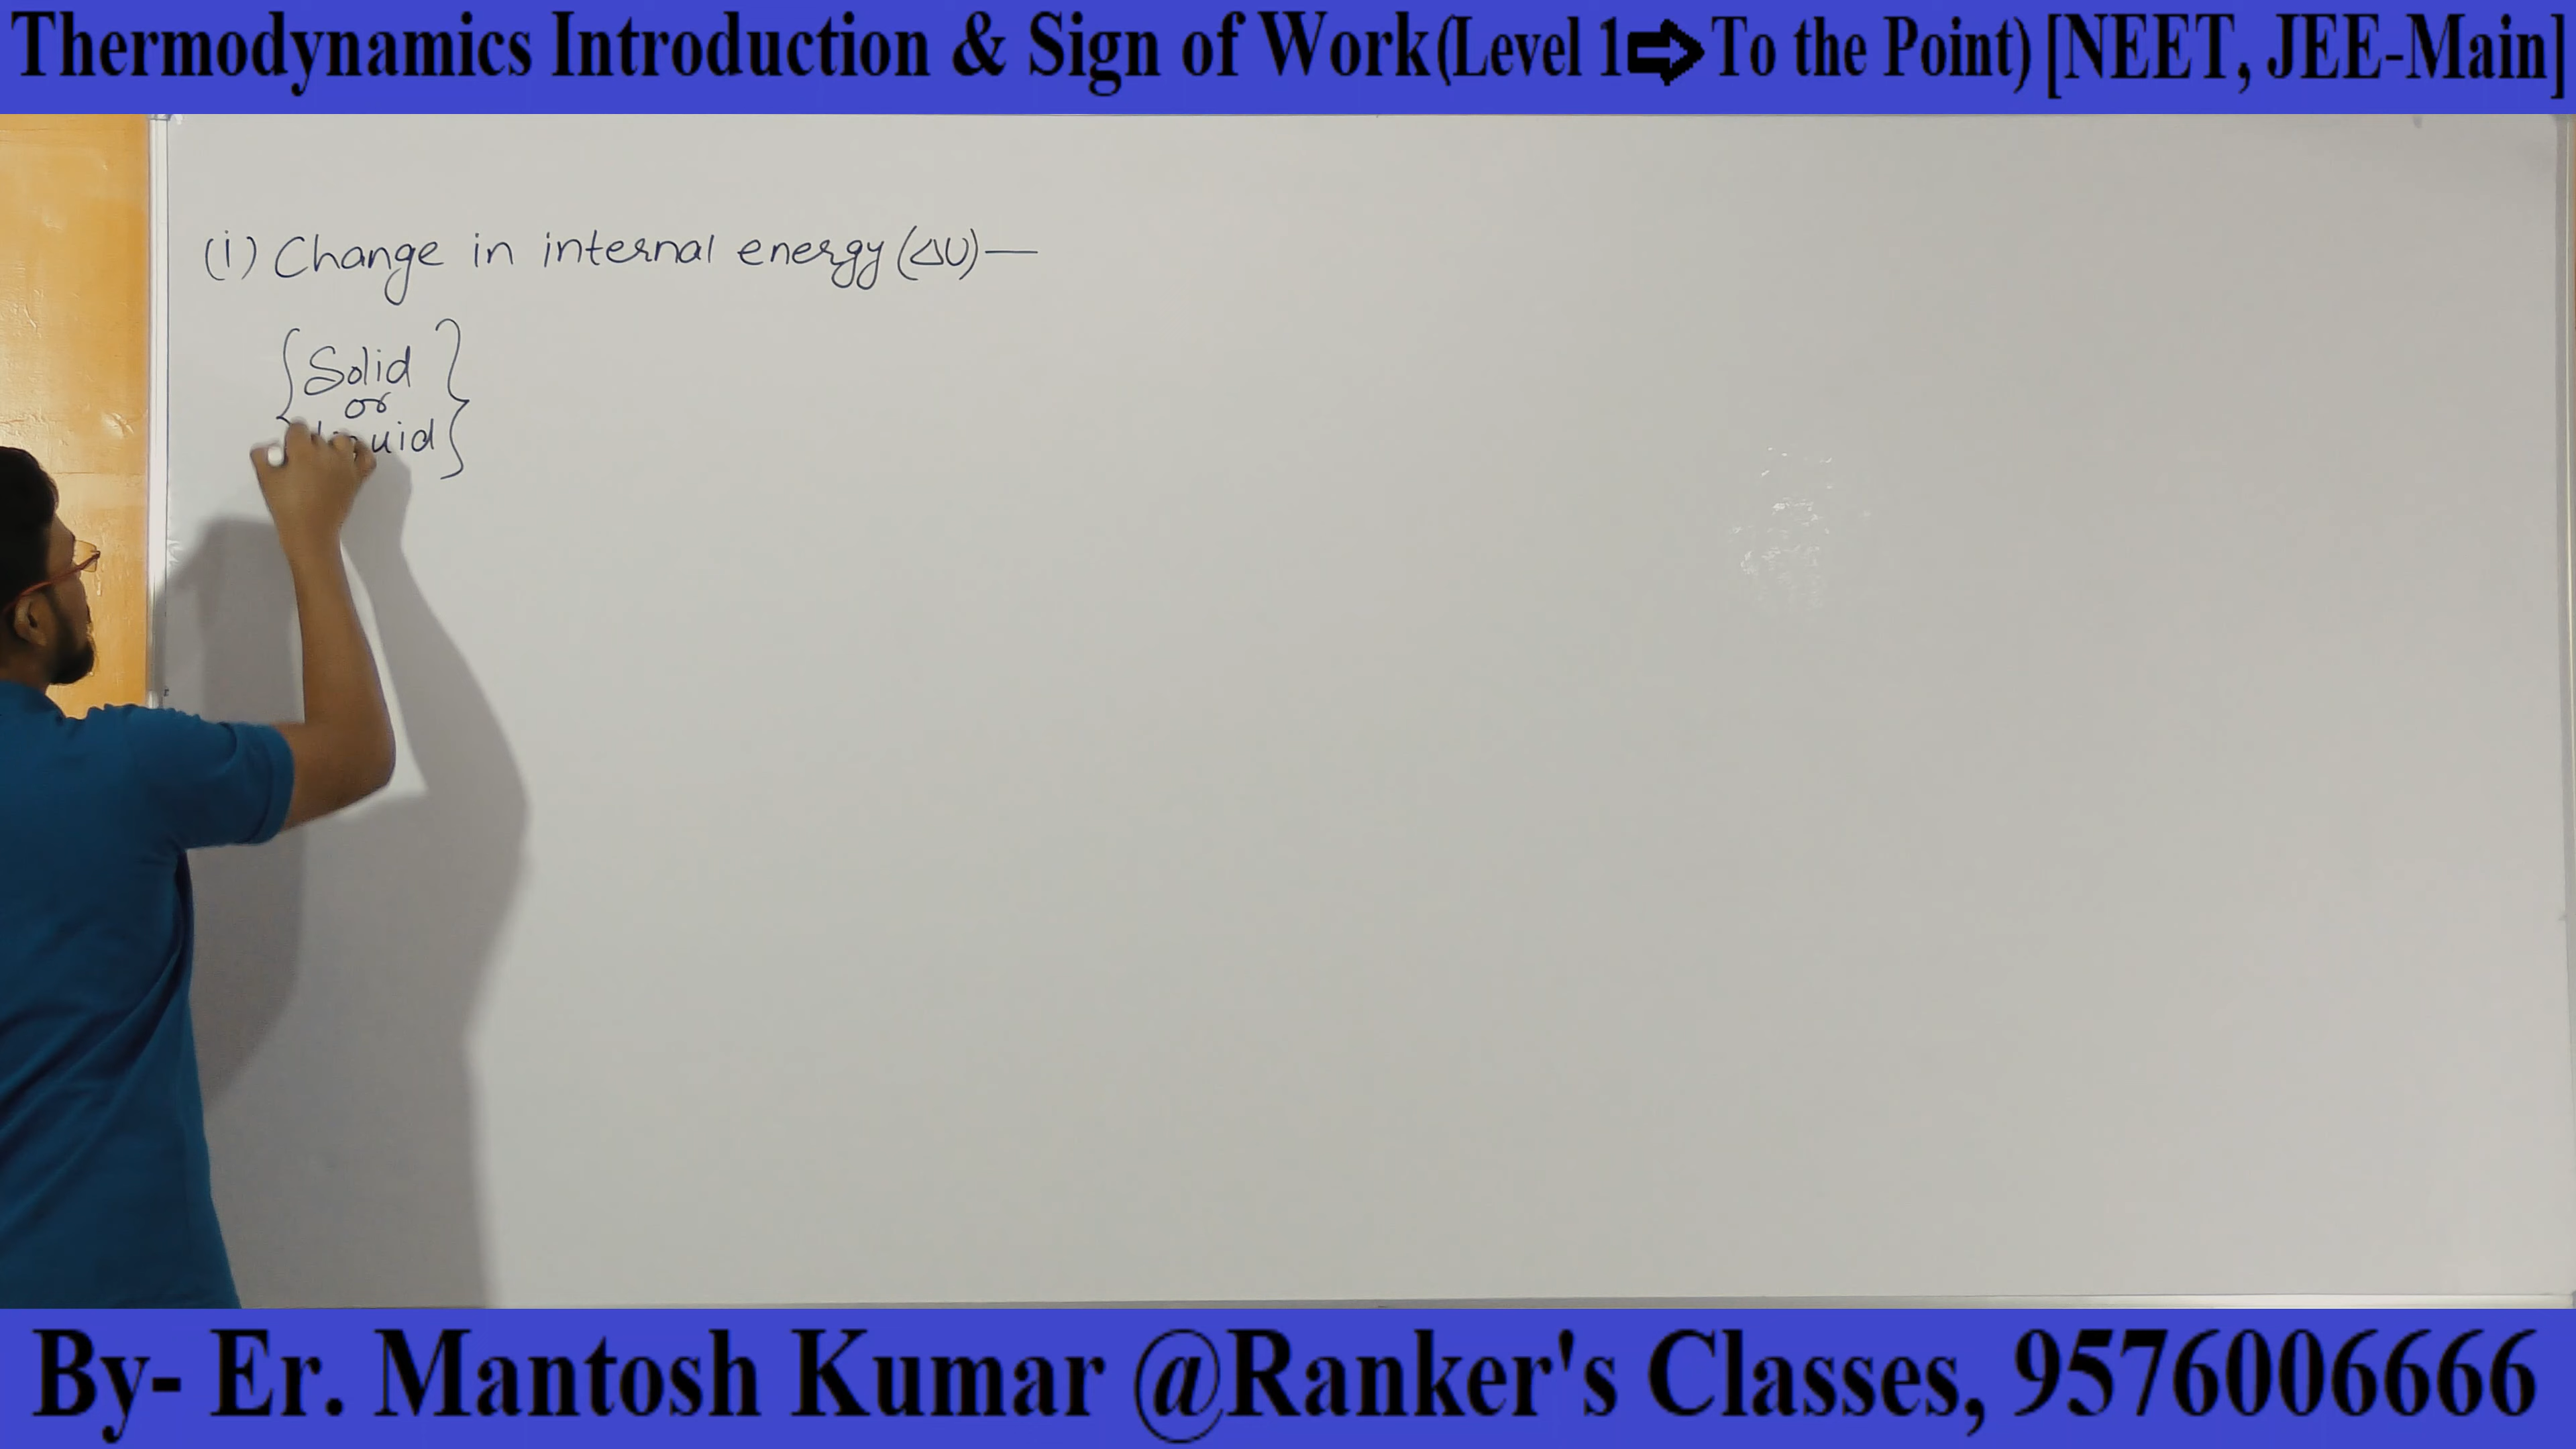 Thermodynamics Introduction & Sign of Work(Level 1⇨To the Point) [NEET, JEE-Main]
(i) Change in internal energy (ΔU)—
{Solid
or
Liquid}
By- Er. Mantosh Kumar @Ranker's Classes, 9576006666